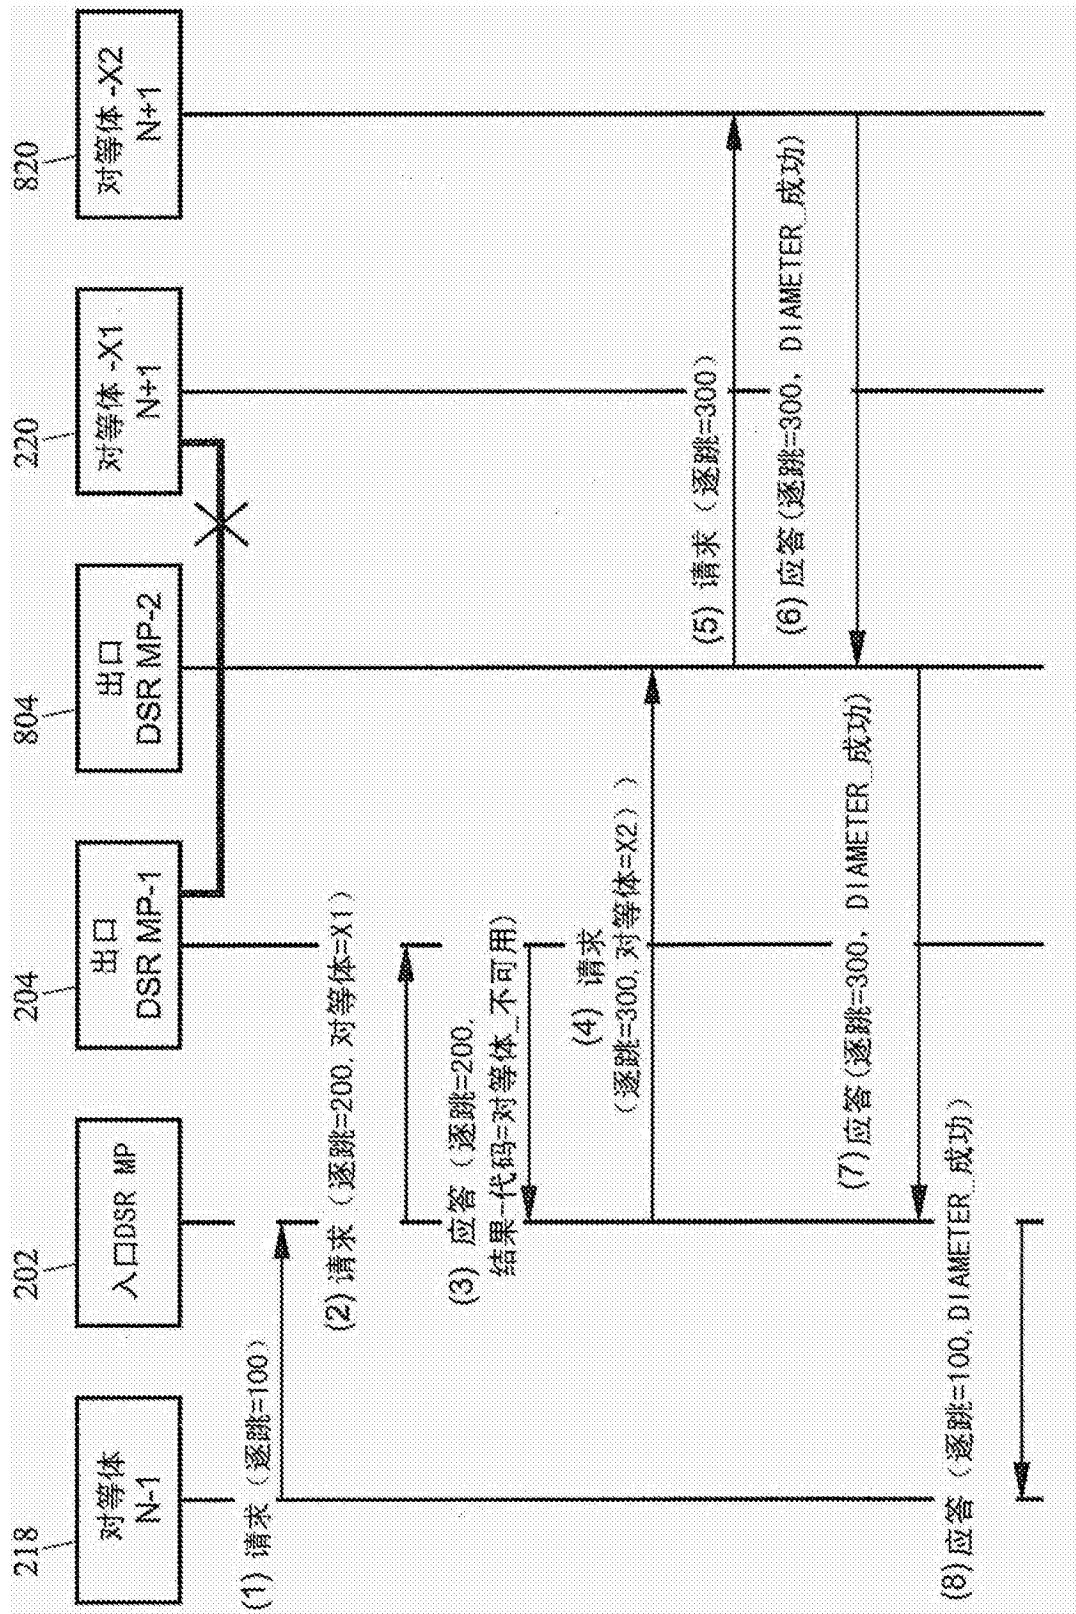 218
202
204
804
220
820
对等体
N-1
入口DSR MP
出口
DSR MP-1
出口
DSR MP-2
对等体-X1
N+1
对等体-X2
N+1
(1) 请求（逐跳=100）
(2) 请求（逐跳=200, 对等体=X1）
(3) 应答（逐跳=200,
结果-代码=对等体_不可用)
(4) 请求
（逐跳=300, 对等体=X2））
(5) 请求（逐跳=300）
(6) 应答(逐跳=300, DIAMETER_成功)
(7) 应答(逐跳=300, DIAMETER_成功)
(8) 应答（逐跳=100, DIAMETER_成功）